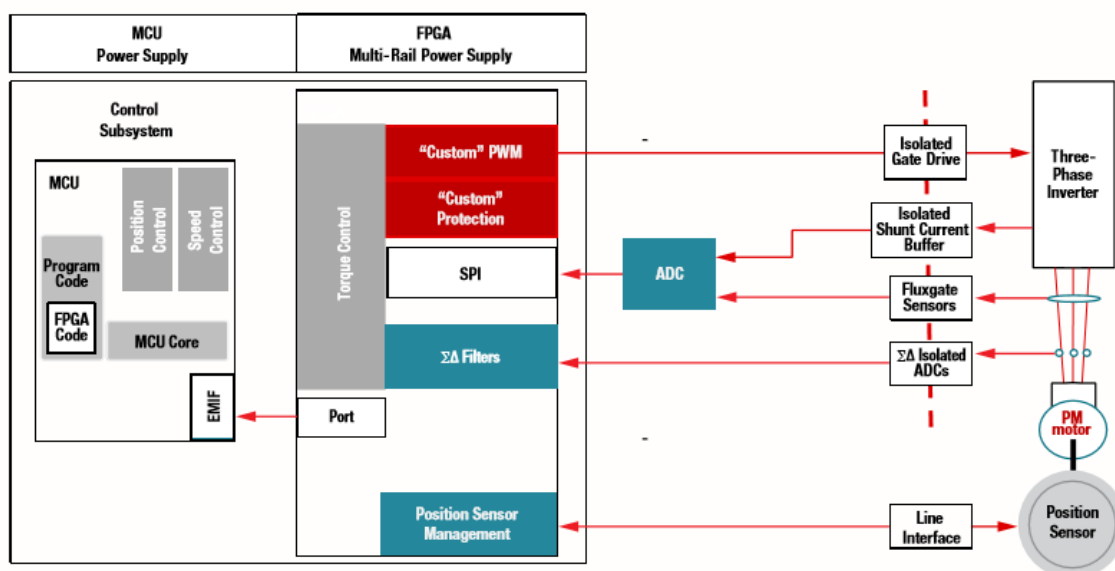 MCU
Power Supply
FPGA
Multi-Rail Power Supply
Control
Subsystem
MCU
Position
Control
Speed
Control
Program
Code
FPGA
Code
MCU Core
EMIF
Torque Control
"Custom" PWM
"Custom"
Protection
SPI
ΣΔ Filters
Port
Position Sensor
Management
ADC
-
-
Isolated
Gate Drive
Isolated
Shunt Current
Buffer
Fluxgate
Sensors
ΣΔ Isolated
ADCs
Line
Interface
Three-
Phase
Inverter
PM
motor
Position
Sensor